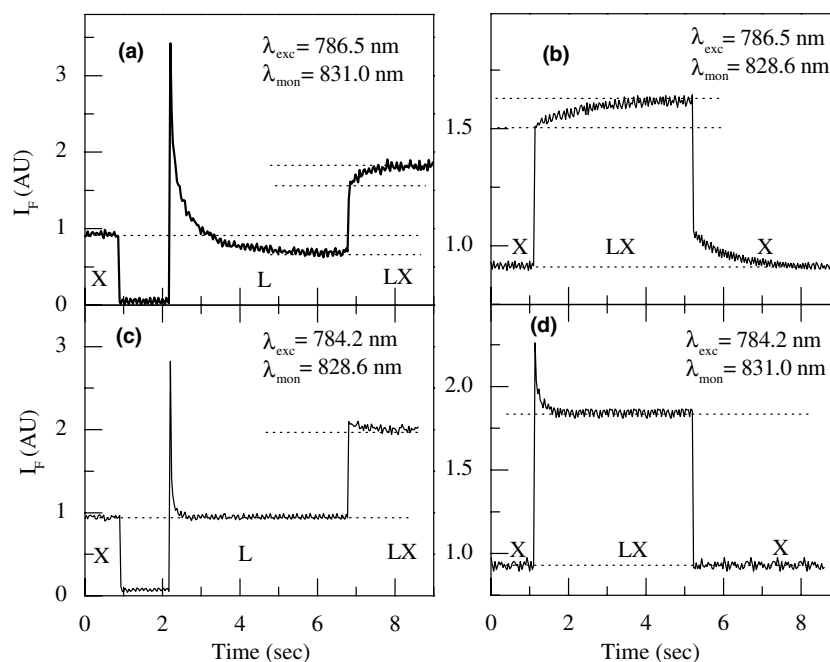 (a)
λexc= 786.5 nm
λmon= 831.0 nm
3
2
1
0
I_F (AU)
X
L
LX
(b)
λexc= 786.5 nm
λmon= 828.6 nm
1.5
1.0
X
LX
X
(c)
λexc= 784.2 nm
λmon= 828.6 nm
3
2
1
0
I_F (AU)
X
L
LX
0 2 4 6 8
Time (sec)
(d)
λexc= 784.2 nm
λmon= 831.0 nm
2.0
1.5
1.0
X
LX
X
0 2 4 6 8
Time (sec)